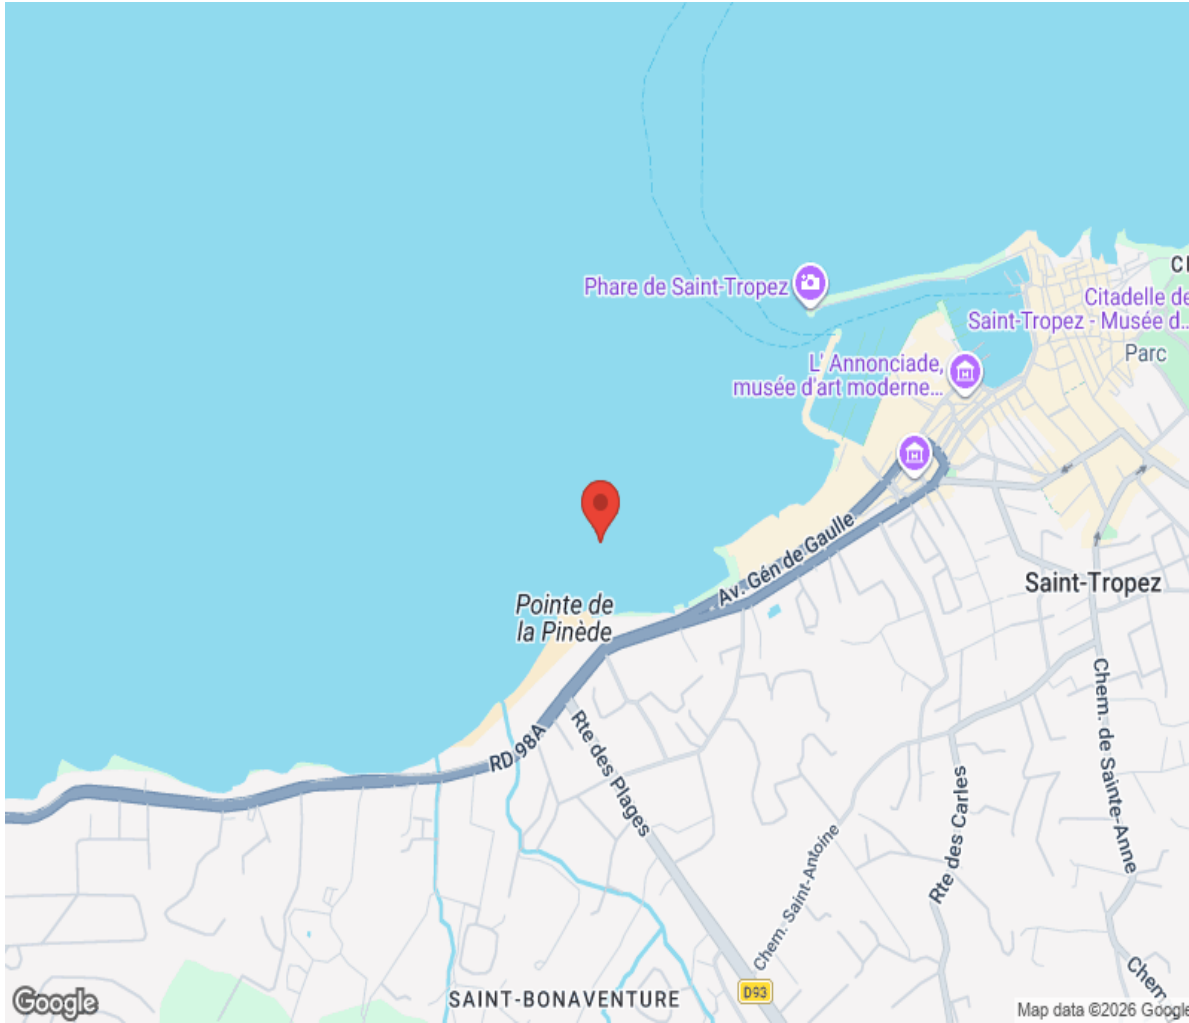 Phare de Saint-Tropez
Citadelle de
Saint-Tropez - Musée d...
Parc
L'Annonciade,
musée d'art moderne...
Av. Gén de Gaulle
Saint-Tropez
Pointe de
la Pinède
RD 98A
Rte des Plages
Chem. de Sainte-Anne
Rte des Carles
Chem. Saint-Antoine
Chem.
SAINT-BONAVENTURE
D93
Google
Map data ©2026 Google